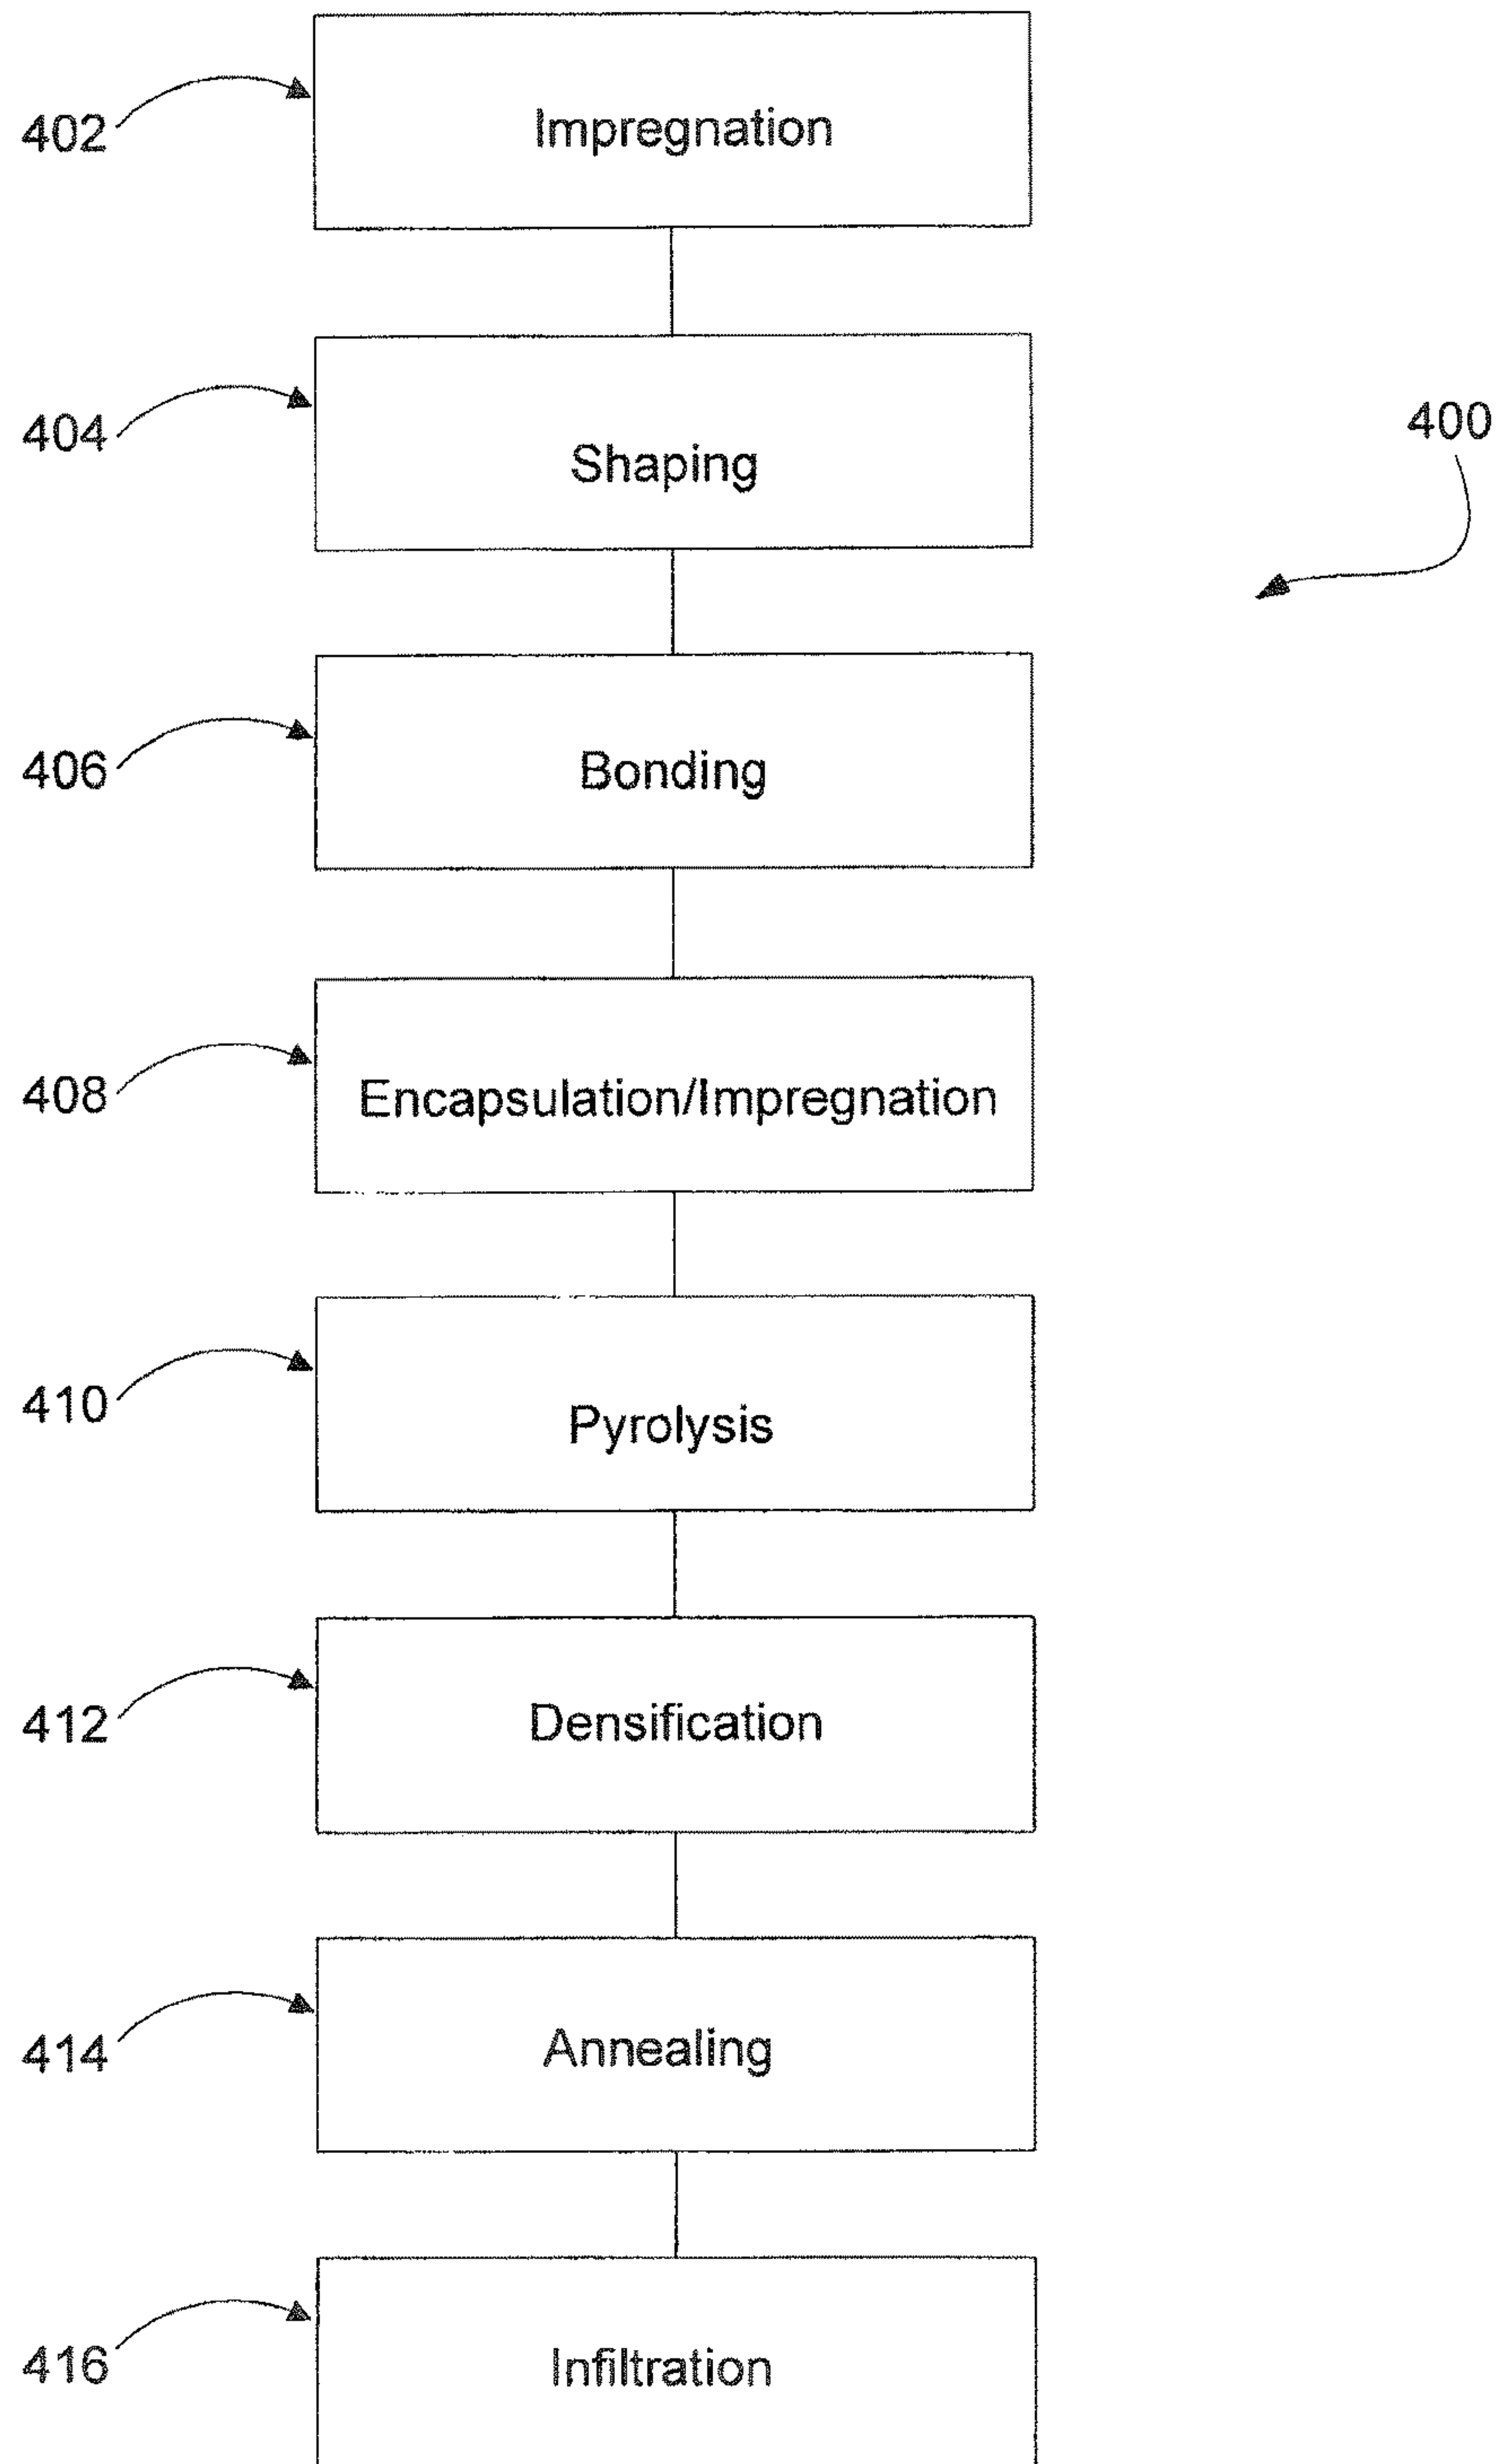 402
Impregnation
404
Shaping
400
406
Bonding
408
Encapsulation/Impregnation
410
Pyrolysis
412
Densification
414
Annealing
416
Infiltration